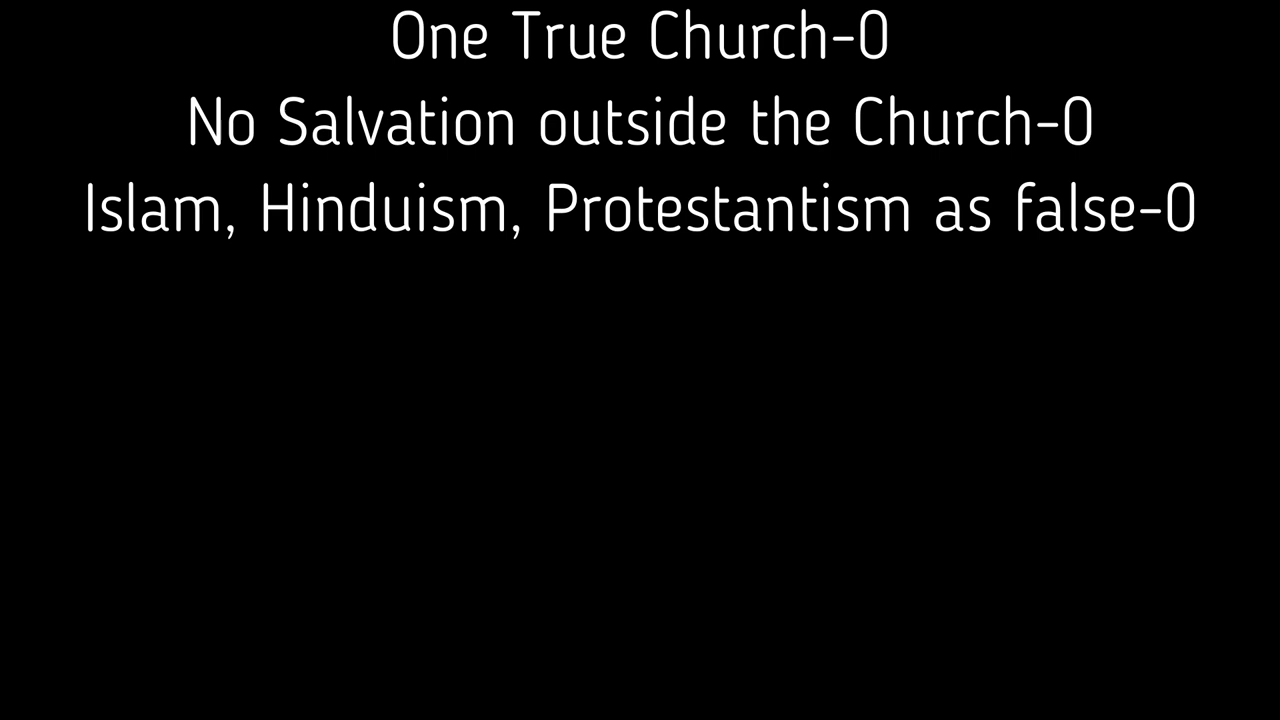 One True Church-0
No Salvation outside the Church-0
Islam, Hinduism, Protestantism as false-0